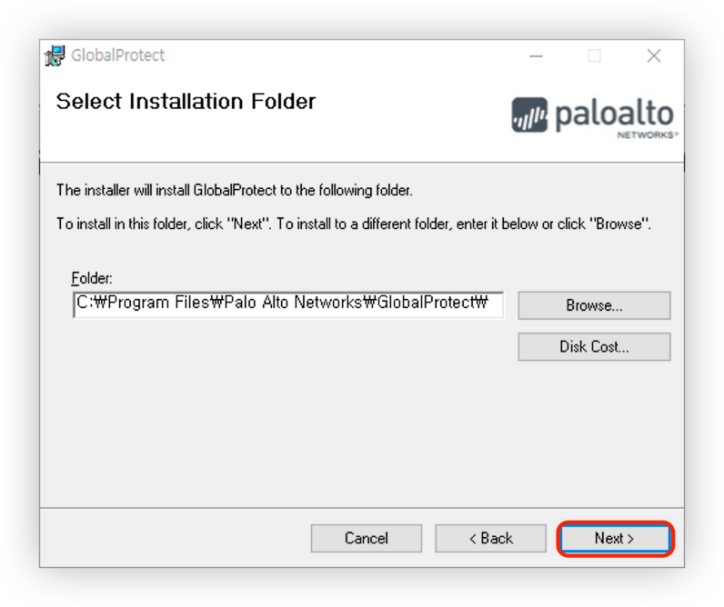 GlobalProtect
Select Installation Folder
paloalto
NETWORKS
The installer will install GlobalProtect to the following folder.
To install in this folder, click "Next". To install to a different folder, enter it below or click "Browse".
Folder:
C:₩Program Files₩Palo Alto Networks₩GlobalProtect₩
Browse...
Disk Cost...
Cancel
< Back
Next >